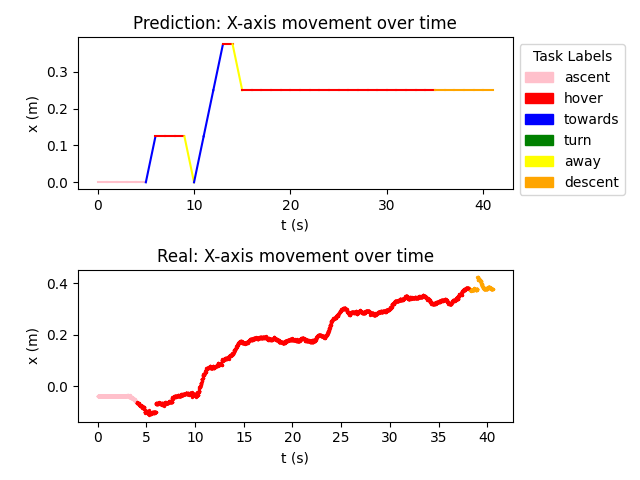 Prediction: X-axis movement over time
x (m)
0.3
0.2
0.1
0.0
0
10
20
30
40
t (s)
Task Labels
ascent
hover
towards
turn
away
descent
Real: X-axis movement over time
x (m)
0.4
0.2
0.0
0
5
10
15
20
25
30
35
40
t (s)